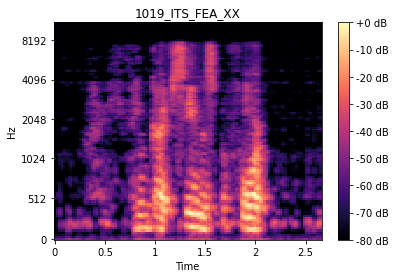 1019_ITS_FEA_XX
+0 dB
8192
-10 dB
4096
-20 dB
-30 dB
2048
Hz
-40 dB
1024
-50 dB
512
-60 dB
-70 dB
0
-80 dB
0 0.5 1 1.5 2 2.5
Time